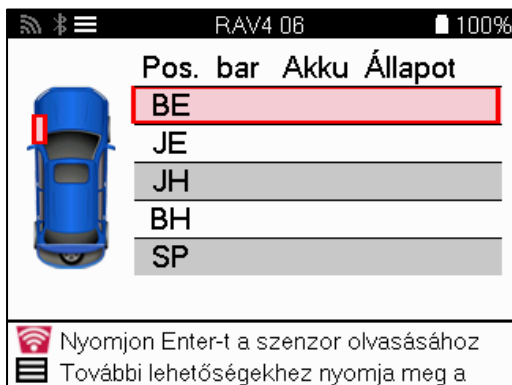 RAV4 06 100%
Pos. bar Akku Állapot
BE
JE
JH
BH
SP
Nyomjon Enter-t a szenzor olvasásához
További lehetőségekhez nyomja meg a